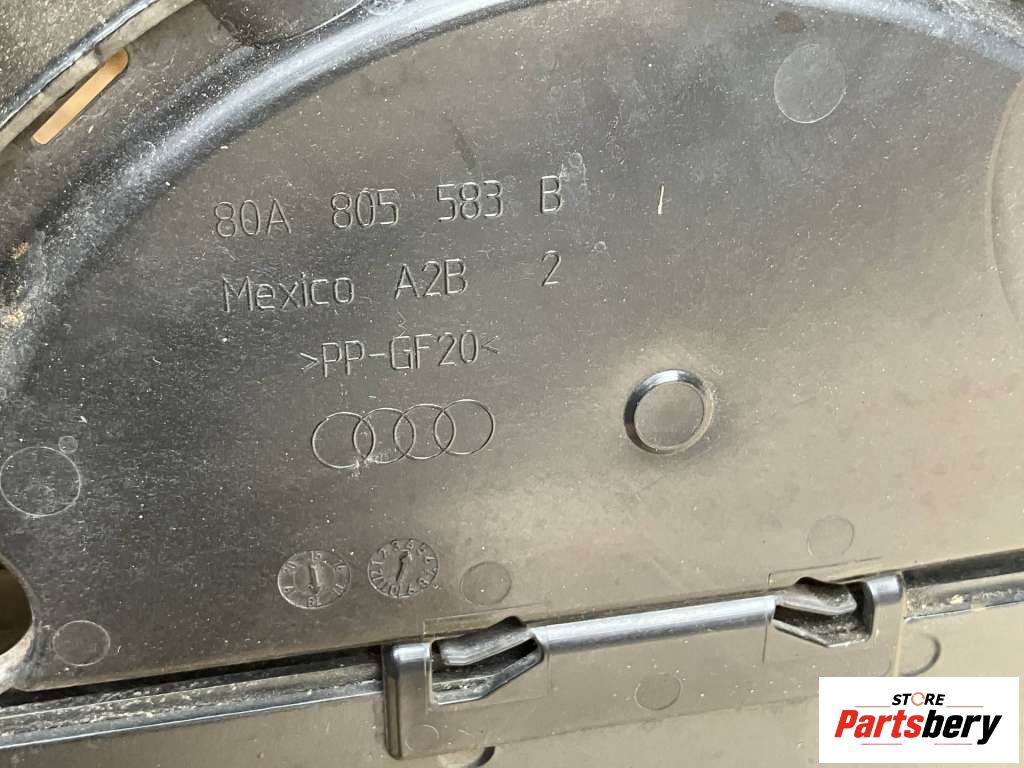 80A 805 583 B
Mexico A2B 2
>PP-GF20<
STORE
Partsbery